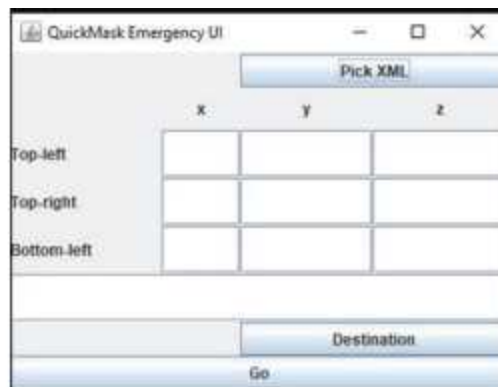 QuickMask Emergency UI
Pick XML
x y z
Top-left
Top-right
Bottom-left
Destination
Go